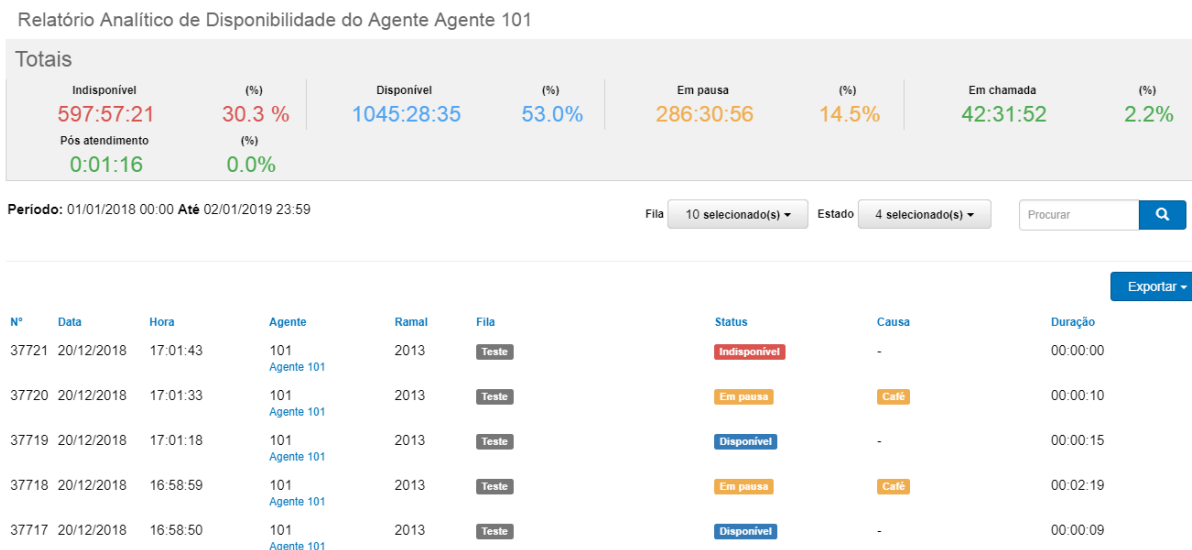 Relatório Analítico de Disponibilidade do Agente Agente 101
Totais
Indisponível (%) Disponível (%) Em pausa (%) Em chamada (%)
597:57:21 30.3 % 1045:28:35 53.0% 286:30:56 14.5% 42:31:52 2.2%
Pós atendimento (%)
0:01:16 0.0%
Período: 01/01/2018 00:00 Até 02/01/2019 23:59 Fila 10 selecionado(s) Estado 4 selecionado(s) Procurar
Exportar
Nº Data Hora Agente Ramal Fila Status Causa Duração
37721 20/12/2018 17:01:43 101 2013 Teste Indisponível - 00:00:00
Agente 101
37720 20/12/2018 17:01:33 101 2013 Teste Em pausa Café 00:00:10
Agente 101
37719 20/12/2018 17:01:18 101 2013 Teste Disponível - 00:00:15
Agente 101
37718 20/12/2018 16:58:59 101 2013 Teste Em pausa Café 00:02:19
Agente 101
37717 20/12/2018 16:58:50 101 2013 Teste Disponível - 00:00:09
Agente 101